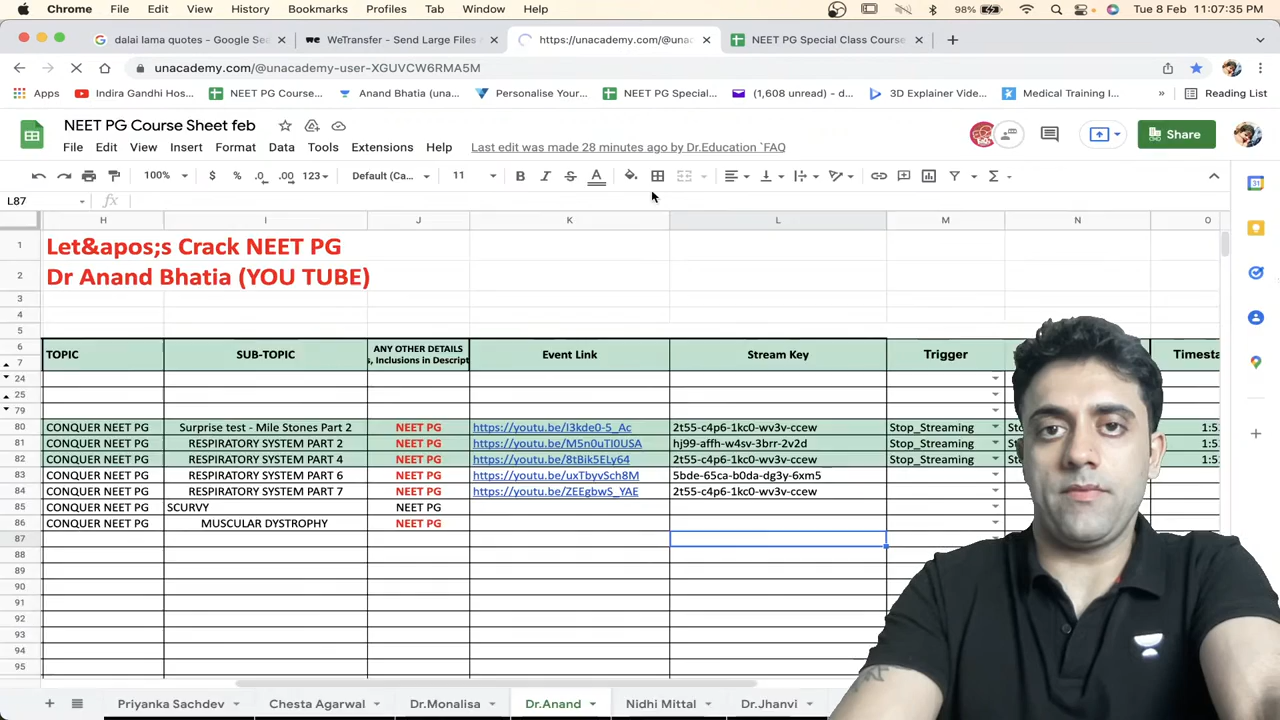 Chrome File Edit View History Bookmarks Profiles Tab Window Help 98% Tue 8 Feb 11:07:35 PM
dalai lama quotes - Google Se
WeTransfer - Send Large Files
https://unacademy.com/@unac
NEET PG Special Class Course
unacademy.com/@unacademy-user-XGUVCW6RMA5M
Apps Indira Gandhi Hos... NEET PG Course... Anand Bhatia (una... Personalise Your... NEET PG Special... (1,608 unread) - d... 3D Explainer Vide... Medical Training I... » Reading List
NEET PG Course Sheet feb
Share
File Edit View Insert Format Data Tools Extensions Help Last edit was made 28 minutes ago by Dr.Education `FAQ
100% $ % .0 .00 123 Default (Ca... 11 B I S A
L87 fx
H I J K L M N O
1 Let&apos;s Crack NEET PG
2 Dr Anand Bhatia (YOU TUBE)
3
4
5
6 TOPIC SUB-TOPIC ANY OTHER DETAILS Event Link Stream Key Trigger Timesta
7 s, Inclusions in Descript
24
25
79
80 CONQUER NEET PG Surprise test - Mile Stones Part 2 NEET PG https://youtu.be/I3kde0-5_Ac 2t55-c4p6-1kc0-wv3v-ccew Stop_Streaming 1:5
81 CONQUER NEET PG RESPIRATORY SYSTEM PART 2 NEET PG https://youtu.be/M5n0uTI0USA hj99-affh-w4sv-3brr-2v2d Stop_Streaming 1:5
82 CONQUER NEET PG RESPIRATORY SYSTEM PART 4 NEET PG https://youtu.be/8tBik5ELy64 2t55-c4p6-1kc0-wv3v-ccew Stop_Streaming 1:5
83 CONQUER NEET PG RESPIRATORY SYSTEM PART 6 NEET PG https://youtu.be/uxTbyvSch8M 5bde-65ca-b0da-dg3y-6xm5
84 CONQUER NEET PG RESPIRATORY SYSTEM PART 7 NEET PG https://youtu.be/ZEEgbwS_YAE 2t55-c4p6-1kc0-wv3v-ccew
85 CONQUER NEET PG SCURVY NEET PG
86 CONQUER NEET PG MUSCULAR DYSTROPHY NEET PG
87
88
89
90
91
92
93
94
95
Priyanka Sachdev Chesta Agarwal Dr.Monalisa Dr.Anand Nidhi Mittal Dr.Jhanvi